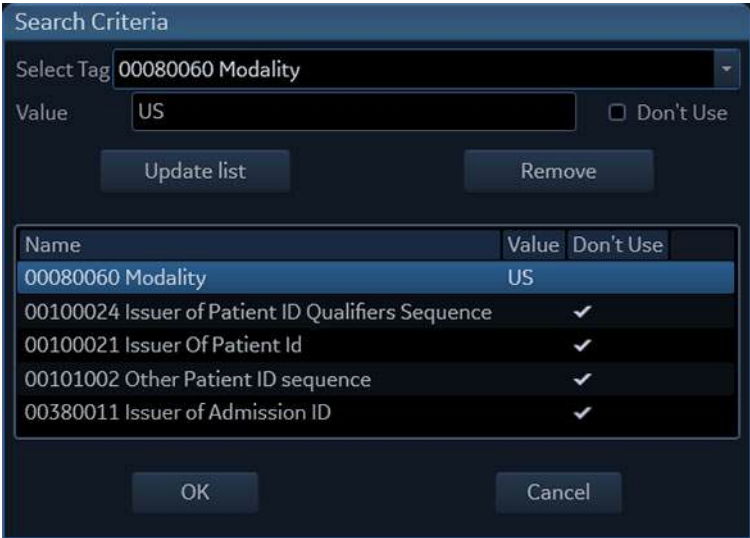 Search Criteria
Select Tag 00080060 Modality
Value US Don't Use
Update list Remove
Name Value Don't Use
00080060 Modality US
00100024 Issuer of Patient ID Qualifiers Sequence ✔
00100021 Issuer Of Patient Id ✔
00101002 Other Patient ID sequence ✔
00380011 Issuer of Admission ID ✔
OK Cancel